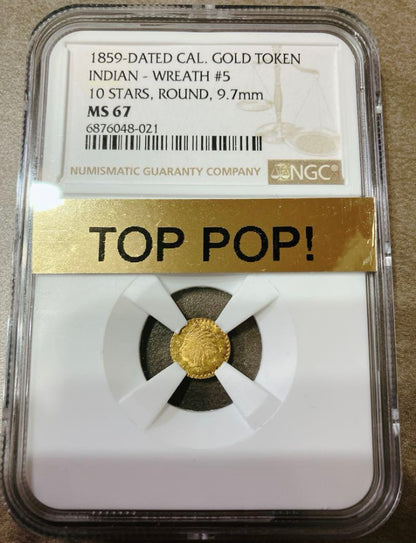 1859-DATED CAL. GOLD TOKEN
INDIAN - WREATH #5
10 STARS, ROUND, 9.7mm
MS 67
6876048-021
NUMISMATIC GUARANTY COMPANY NGC®
TOP POP!